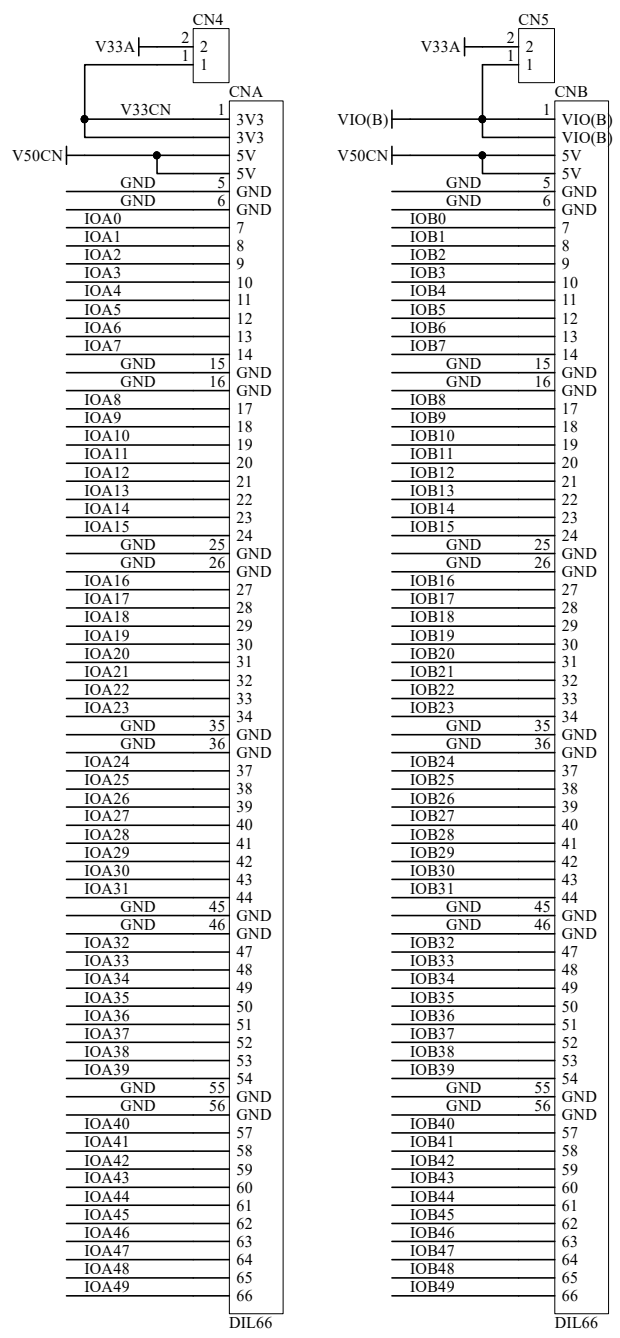 CN4
V33A 2 2
1 1
CNA
V33CN 1 3V3
3V3
V50CN 5V
5V
GND 5 GND
GND 6 GND
IOA0 7
IOA1 8
IOA2 9
IOA3 10
IOA4 11
IOA5 12
IOA6 13
IOA7 14
GND 15 GND
GND 16 GND
IOA8 17
IOA9 18
IOA10 19
IOA11 20
IOA12 21
IOA13 22
IOA14 23
IOA15 24
GND 25 GND
GND 26 GND
IOA16 27
IOA17 28
IOA18 29
IOA19 30
IOA20 31
IOA21 32
IOA22 33
IOA23 34
GND 35 GND
GND 36 GND
IOA24 37
IOA25 38
IOA26 39
IOA27 40
IOA28 41
IOA29 42
IOA30 43
IOA31 44
GND 45 GND
GND 46 GND
IOA32 47
IOA33 48
IOA34 49
IOA35 50
IOA36 51
IOA37 52
IOA38 53
IOA39 54
GND 55 GND
GND 56 GND
IOA40 57
IOA41 58
IOA42 59
IOA43 60
IOA44 61
IOA45 62
IOA46 63
IOA47 64
IOA48 65
IOA49 66
DIL66
CN5
V33A 2 2
1 1
CNB
VIO(B) 1 VIO(B)
VIO(B)
V50CN 5V
5V
GND 5 GND
GND 6 GND
IOB0 7
IOB1 8
IOB2 9
IOB3 10
IOB4 11
IOB5 12
IOB6 13
IOB7 14
GND 15 GND
GND 16 GND
IOB8 17
IOB9 18
IOB10 19
IOB11 20
IOB12 21
IOB13 22
IOB14 23
IOB15 24
GND 25 GND
GND 26 GND
IOB16 27
IOB17 28
IOB18 29
IOB19 30
IOB20 31
IOB21 32
IOB22 33
IOB23 34
GND 35 GND
GND 36 GND
IOB24 37
IOB25 38
IOB26 39
IOB27 40
IOB28 41
IOB29 42
IOB30 43
IOB31 44
GND 45 GND
GND 46 GND
IOB32 47
IOB33 48
IOB34 49
IOB35 50
IOB36 51
IOB37 52
IOB38 53
IOB39 54
GND 55 GND
GND 56 GND
IOB40 57
IOB41 58
IOB42 59
IOB43 60
IOB44 61
IOB45 62
IOB46 63
IOB47 64
IOB48 65
IOB49 66
DIL66